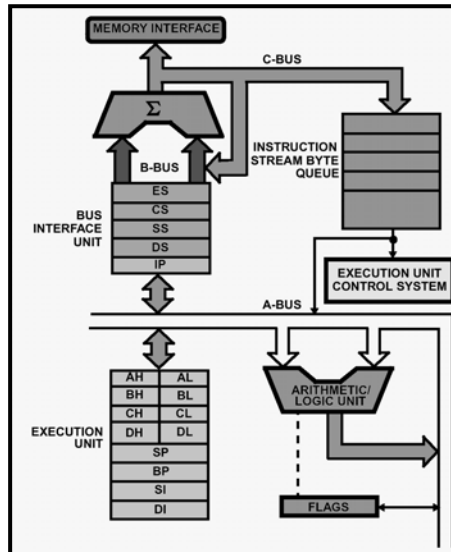 MEMORY INTERFACE
C-BUS
Σ
B-BUS
INSTRUCTION
STREAM BYTE
QUEUE
ES
CS
SS
DS
IP
BUS
INTERFACE
UNIT
EXECUTION UNIT
CONTROL SYSTEM
A-BUS
AH AL
BH BL
CH CL
DH DL
SP
BP
SI
DI
EXECUTION
UNIT
ARITHMETIC/
LOGIC UNIT
FLAGS